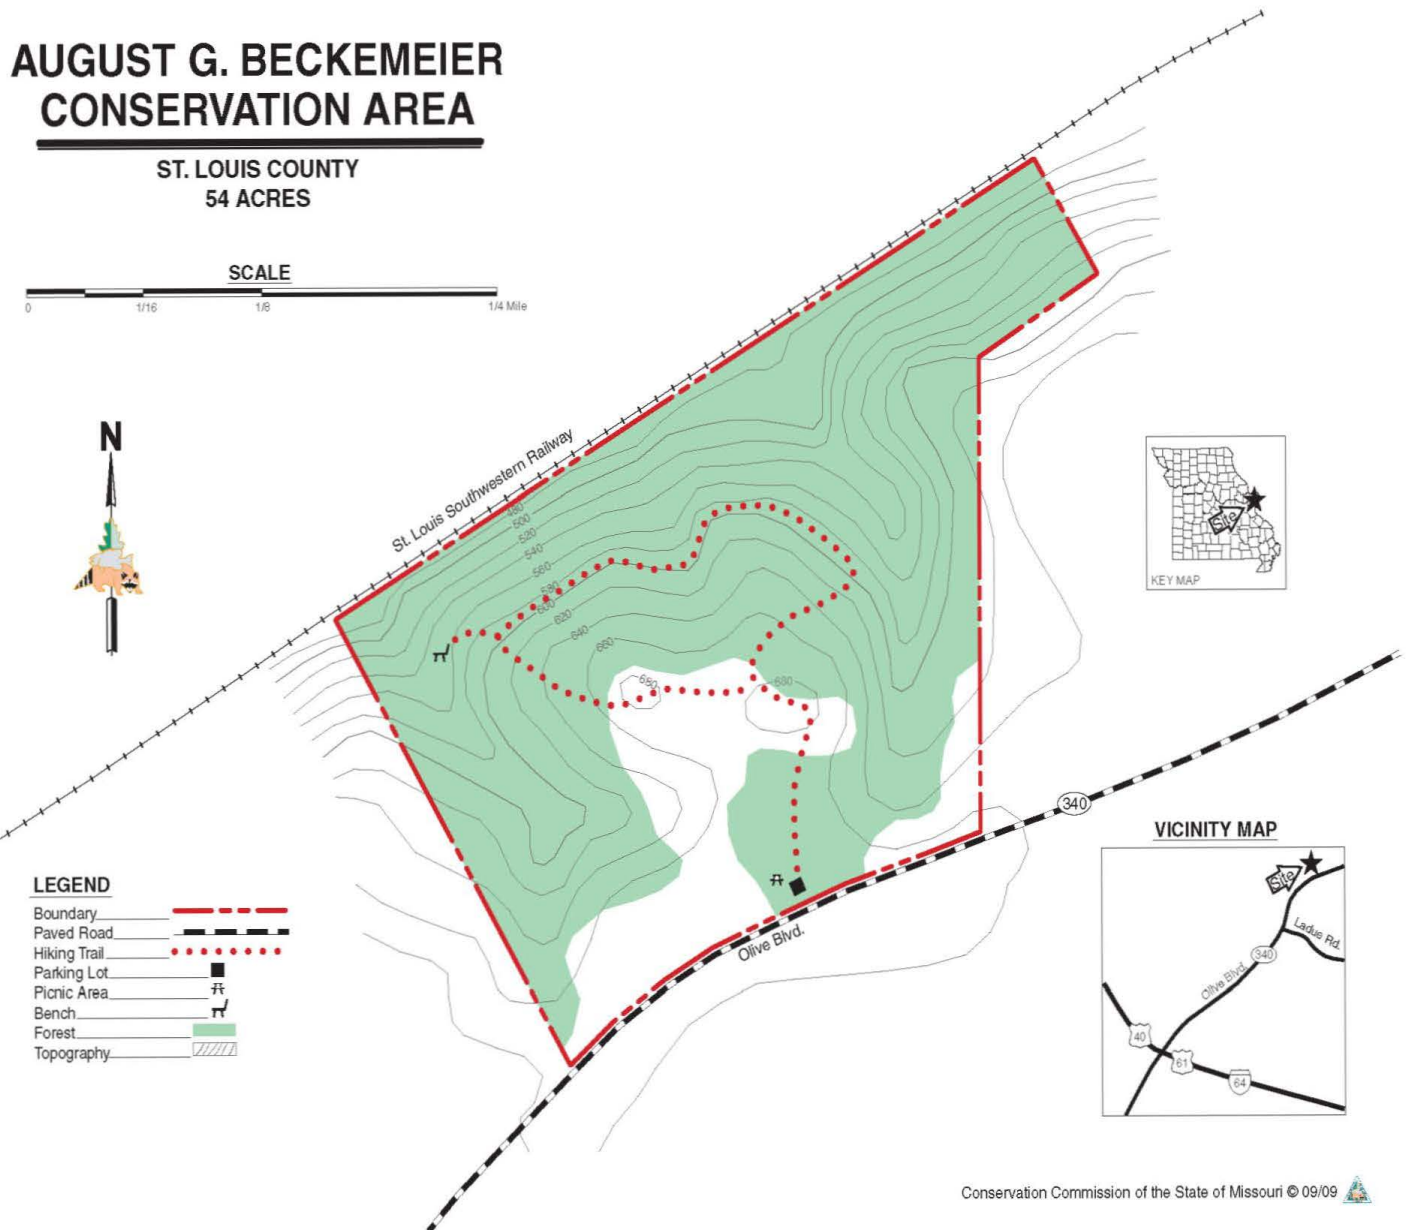 AUGUST G. BECKEMEIER
CONSERVATION AREA
ST. LOUIS COUNTY
54 ACRES
SCALE
0 1/16 1/8 1/4 Mile
N
St. Louis Southwestern Railway
480
500
520
540
560
580
600
620
640
660
680
680
Site
KEY MAP
340
Olive Blvd.
VICINITY MAP
Site
Ladue Rd.
340
Olive Blvd.
40
61
64
LEGEND
Boundary
Paved Road
Hiking Trail
Parking Lot
Picnic Area
Bench
Forest
Topography
Conservation Commission of the State of Missouri © 09/09